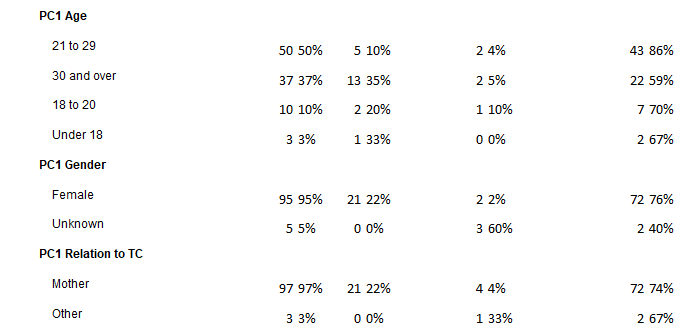 PC1 Age
21 to 29 50 50% 5 10% 2 4% 43 86%
30 and over 37 37% 13 35% 2 5% 22 59%
18 to 20 10 10% 2 20% 1 10% 7 70%
Under 18 3 3% 1 33% 0 0% 2 67%
PC1 Gender
Female 95 95% 21 22% 2 2% 72 76%
Unknown 5 5% 0 0% 3 60% 2 40%
PC1 Relation to TC
Mother 97 97% 21 22% 4 4% 72 74%
Other 3 3% 0 0% 1 33% 2 67%